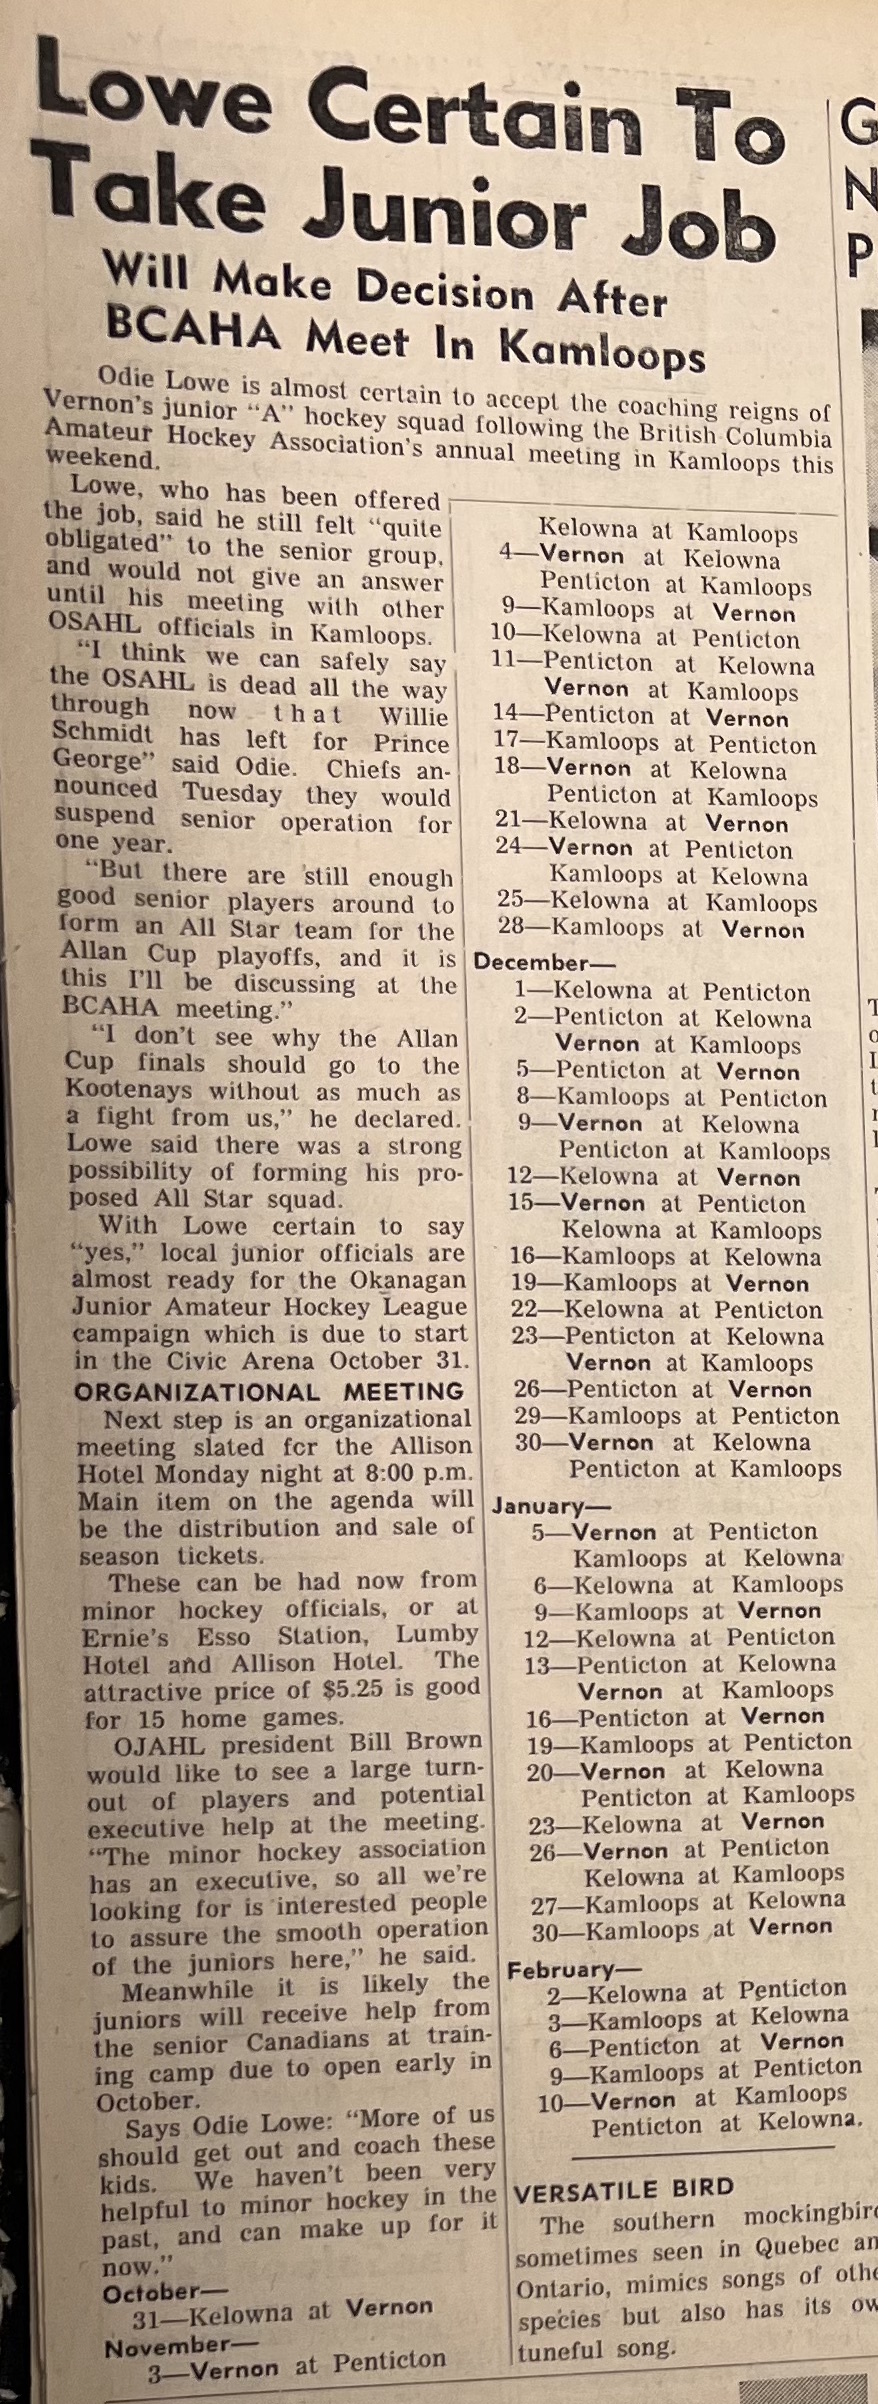 Lowe Certain To
Take Junior Job
Will Make Decision After
BCAHA Meet In Kamloops
Odie Lowe is almost certain to accept the coaching reigns of
Vernon's junior "A" hockey squad following the British Columbia
Amateur Hockey Association's annual meeting in Kamloops this
weekend.
Lowe, who has been offered
the job, said he still felt "quite
obligated" to the senior group,
and would not give an answer
until his meeting with other
OSAHL officials in Kamloops.
"I think we can safely say
the OSAHL is dead all the way
through now that Willie
Schmidt has left for Prince
George" said Odie. Chiefs an-
nounced Tuesday they would
suspend senior operation for
one year.
"But there are still enough
good senior players around to
form an All Star team for the
Allan Cup playoffs, and it is
this I'll be discussing at the
BCAHA meeting."
"I don't see why the Allan
Cup finals should go to the
Kootenays without as much as
a fight from us," he declared.
Lowe said there was a strong
possibility of forming his pro-
posed All Star squad.
With Lowe certain to say
"yes," local junior officials are
almost ready for the Okanagan
Junior Amateur Hockey League
campaign which is due to start
in the Civic Arena October 31.
ORGANIZATIONAL MEETING
Next step is an organizational
meeting slated for the Allison
Hotel Monday night at 8:00 p.m.
Main item on the agenda will
be the distribution and sale of
season tickets.
These can be had now from
minor hockey officials, or at
Ernie's Esso Station, Lumby
Hotel and Allison Hotel. The
attractive price of $5.25 is good
for 15 home games.
OJAHL president Bill Brown
would like to see a large turn-
out of players and potential
executive help at the meeting.
"The minor hockey association
has an executive, so all we're
looking for is interested people
to assure the smooth operation
of the juniors here," he said.
Meanwhile it is likely the
juniors will receive help from
the senior Canadians at train-
ing camp due to open early in
October.
Says Odie Lowe: "More of us
should get out and coach these
kids. We haven't been very
helpful to minor hockey in the
past, and can make up for it
now."
October—
31—Kelowna at Vernon
November—
3—Vernon at Penticton
Kelowna at Kamloops
4—Vernon at Kelowna
Penticton at Kamloops
9—Kamloops at Vernon
10—Kelowna at Penticton
11—Penticton at Kelowna
Vernon at Kamloops
14—Penticton at Vernon
17—Kamloops at Penticton
18—Vernon at Kelowna
Penticton at Kamloops
21—Kelowna at Vernon
24—Vernon at Penticton
Kamloops at Kelowna
25—Kelowna at Kamloops
28—Kamloops at Vernon
December—
1—Kelowna at Penticton
2—Penticton at Kelowna
Vernon at Kamloops
5—Penticton at Vernon
8—Kamloops at Penticton
9—Vernon at Kelowna
Penticton at Kamloops
12—Kelowna at Vernon
15—Vernon at Penticton
Kelowna at Kamloops
16—Kamloops at Kelowna
19—Kamloops at Vernon
22—Kelowna at Penticton
23—Penticton at Kelowna
Vernon at Kamloops
26—Penticton at Vernon
29—Kamloops at Penticton
30—Vernon at Kelowna
Penticton at Kamloops
January—
5—Vernon at Penticton
Kamloops at Kelowna
6—Kelowna at Kamloops
9—Kamloops at Vernon
12—Kelowna at Penticton
13—Penticton at Kelowna
Vernon at Kamloops
16—Penticton at Vernon
19—Kamloops at Penticton
20—Vernon at Kelowna
Penticton at Kamloops
23—Kelowna at Vernon
26—Vernon at Penticton
Kelowna at Kamloops
27—Kamloops at Kelowna
30—Kamloops at Vernon
February—
2—Kelowna at Penticton
3—Kamloops at Kelowna
6—Penticton at Vernon
9—Kamloops at Penticton
10—Vernon at Kamloops
Penticton at Kelowna.
VERSATILE BIRD
The southern mockingbird
sometimes seen in Quebec an
Ontario, mimics songs of othe
species but also has its ow
tuneful song.
G
N
P